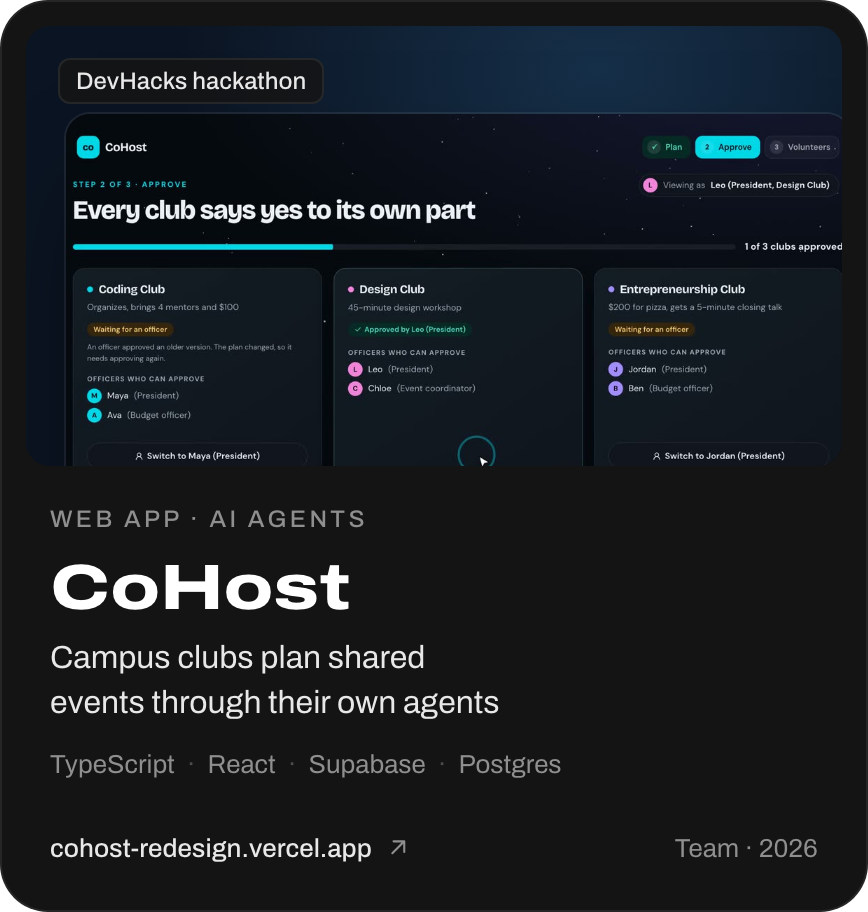 DevHacks hackathon
co CoHost
✓ Plan 2 Approve 3 Volunteers
STEP 2 OF 3 · APPROVE
L Viewing as Leo (President, Design Club)
Every club says yes to its own part
1 of 3 clubs approved
Coding Club
Organizes, brings 4 mentors and $100
Waiting for an officer
An officer approved an older version. The plan changed, so it
needs approving again.
OFFICERS WHO CAN APPROVE
M Maya (President)
A Ava (Budget officer)
Switch to Maya (President)
Design Club
45-minute design workshop
✓ Approved by Leo (President)
OFFICERS WHO CAN APPROVE
L Leo (President)
C Chloe (Event coordinator)
Entrepreneurship Club
$200 for pizza, gets a 5-minute closing talk
Waiting for an officer
OFFICERS WHO CAN APPROVE
J Jordan (President)
B Ben (Budget officer)
Switch to Jordan (President)
WEB APP · AI AGENTS
CoHost
Campus clubs plan shared
events through their own agents
TypeScript · React · Supabase · Postgres
cohost-redesign.vercel.app ↗
Team · 2026